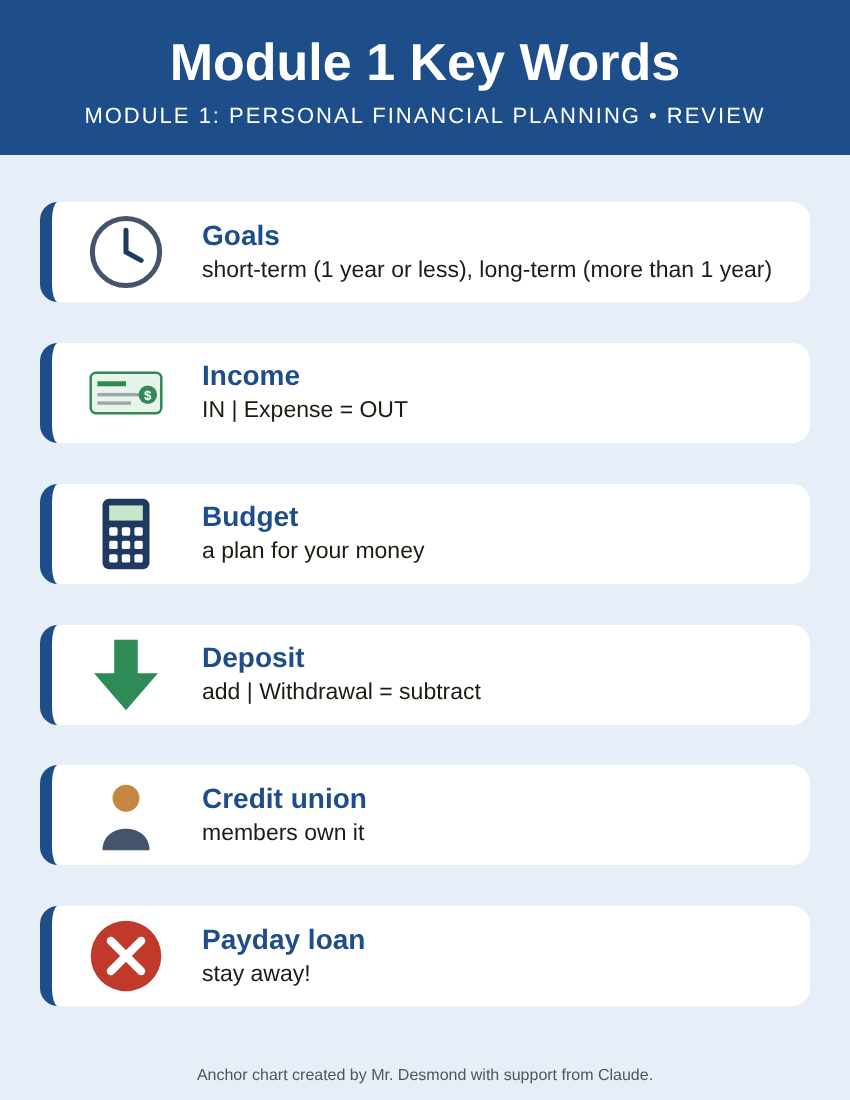 Module 1 Key Words
MODULE 1: PERSONAL FINANCIAL PLANNING • REVIEW
Goals
short-term (1 year or less), long-term (more than 1 year)
Income
IN | Expense = OUT
$
Budget
a plan for your money
Deposit
add | Withdrawal = subtract
Credit union
members own it
Payday loan
stay away!
Anchor chart created by Mr. Desmond with support from Claude.